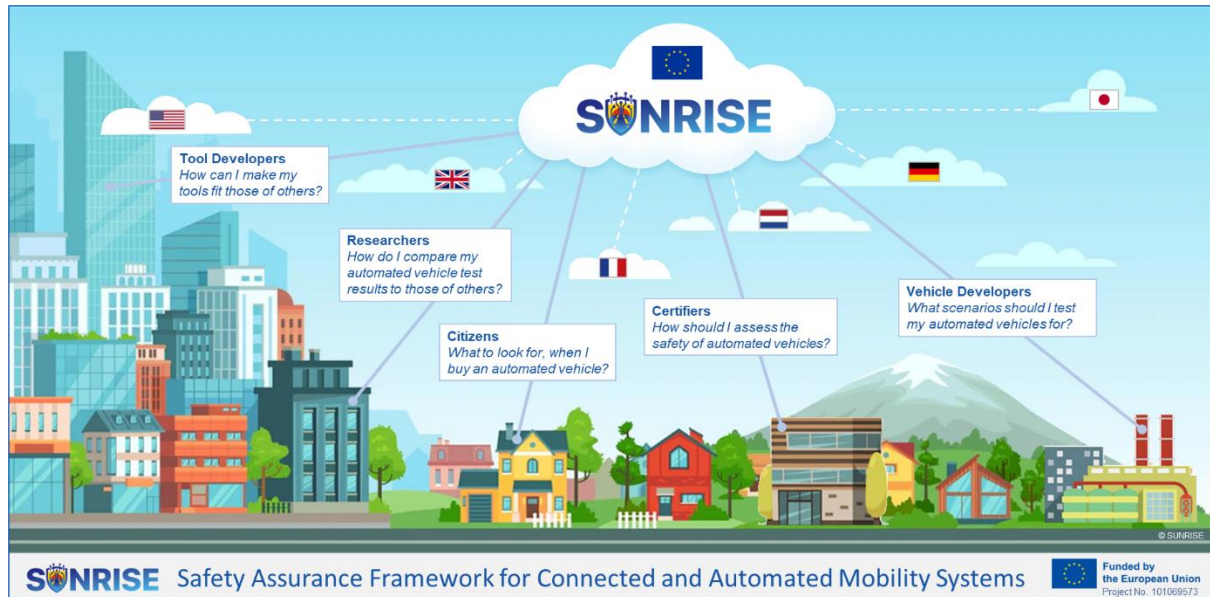 SUNRISE
Tool Developers
How can I make my
tools fit those of others?
Researchers
How do I compare my
automated vehicle test
results to those of others?
Citizens
What to look for, when I
buy an automated vehicle?
Certifiers
How should I assess the
safety of automated vehicles?
Vehicle Developers
What scenarios should I test
my automated vehicles for?
© SUNRISE
SUNRISE Safety Assurance Framework for Connected and Automated Mobility Systems
Funded by
the European Union
Project No. 101069573